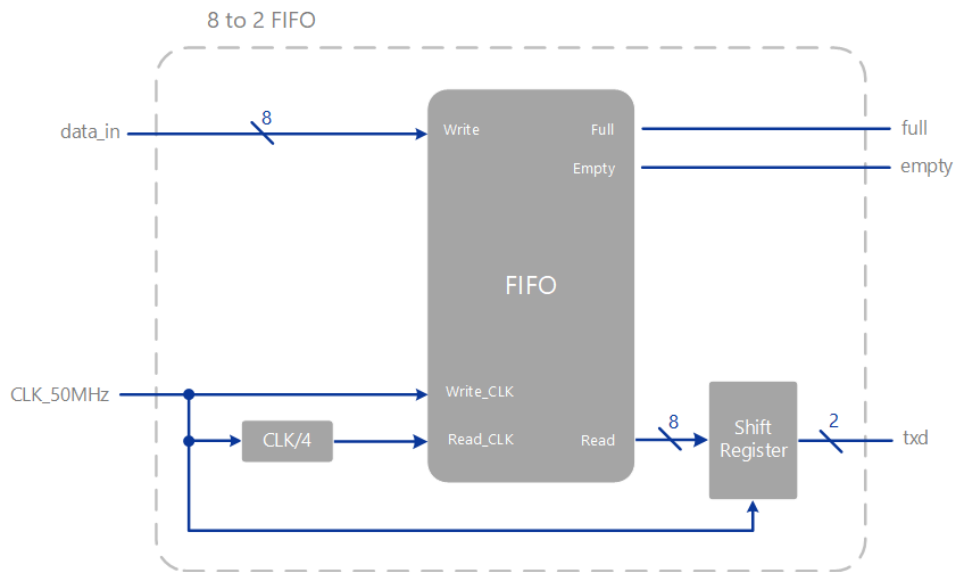 8 to 2 FIFO
data_in
8
Write
Full
full
Empty
empty
FIFO
CLK_50MHz
Write_CLK
CLK/4
Read_CLK
Read
8
Shift
Register
2
txd